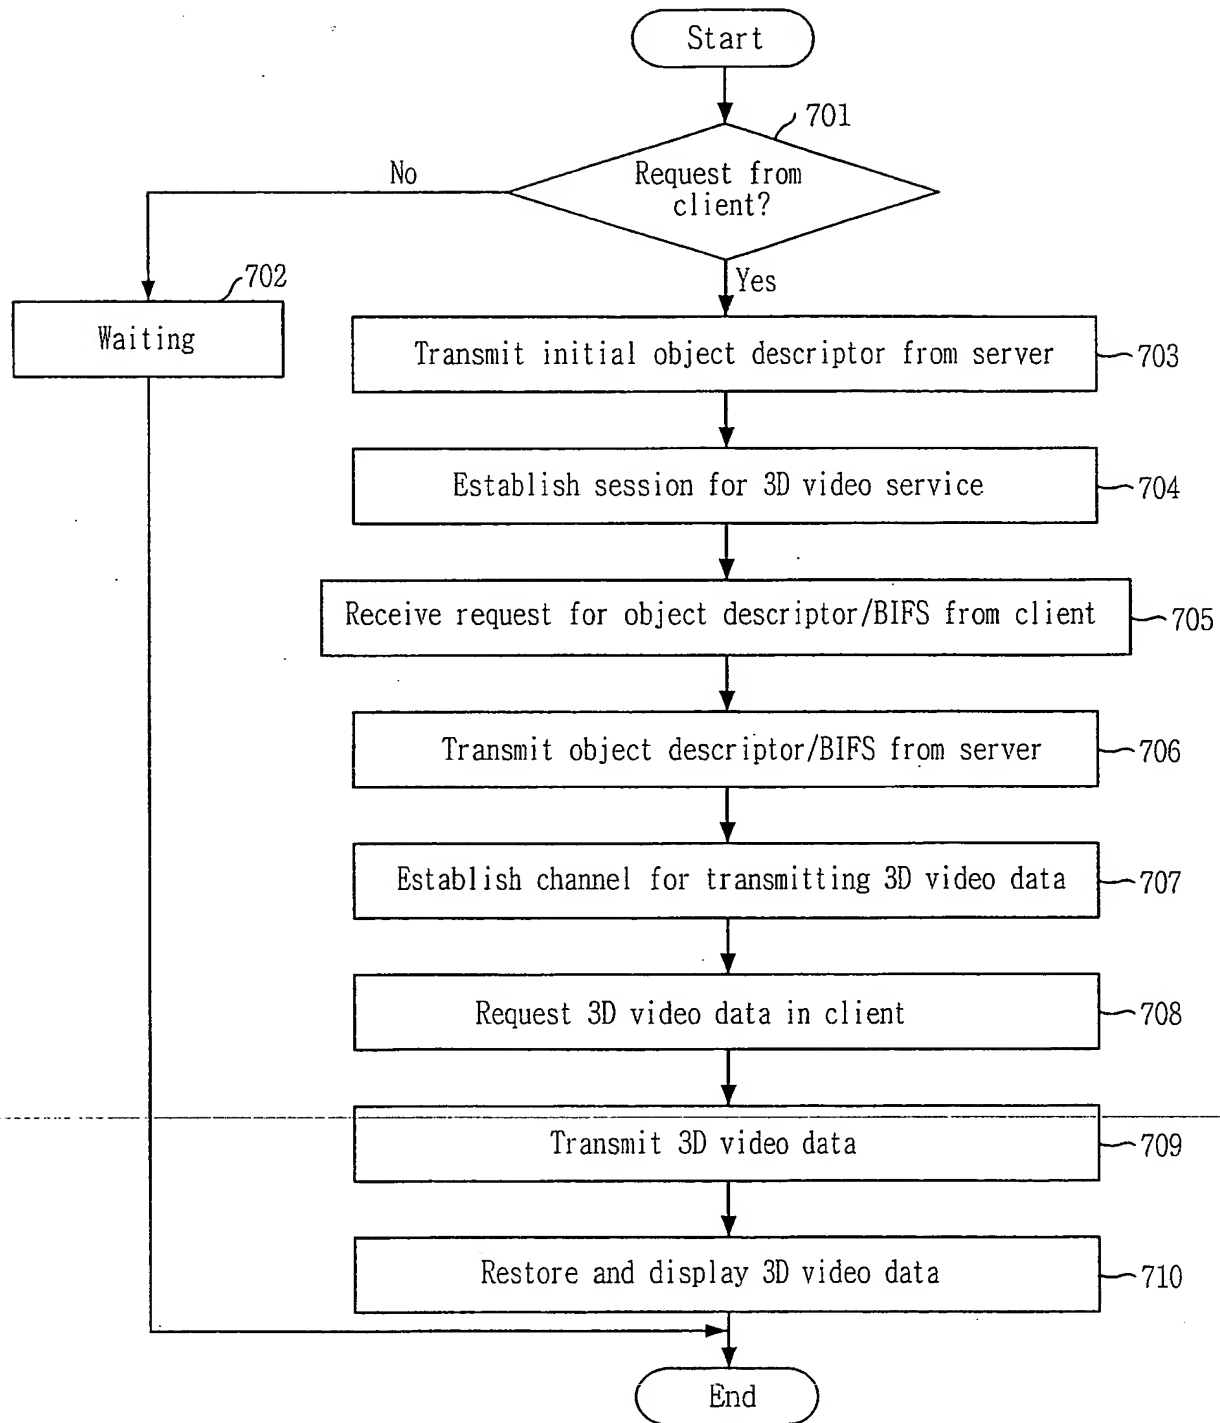 Start
701
Request from
client?
No
Yes
702
Waiting
Transmit initial object descriptor from server
703
Establish session for 3D video service
704
Receive request for object descriptor/BIFS from client
705
Transmit object descriptor/BIFS from server
706
Establish channel for transmitting 3D video data
707
Request 3D video data in client
708
Transmit 3D video data
709
Restore and display 3D video data
710
End